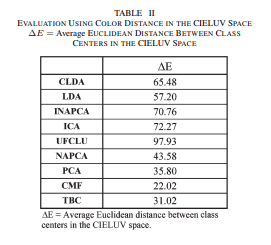 TABLE II
EVALUATION USING COLOR DISTANCE IN THE CIELUV SPACE
ΔE = AVERAGE EUCLIDEAN DISTANCE BETWEEN CLASS
CENTERS IN THE CIELUV SPACE
ΔE
CLDA 65.48
LDA 57.20
INAPCA 70.76
ICA 72.27
UFCLU 97.93
NAPCA 43.58
PCA 35.80
CMF 22.02
TBC 31.02
ΔE = Average Euclidean distance between class
centers in the CIELUV space.